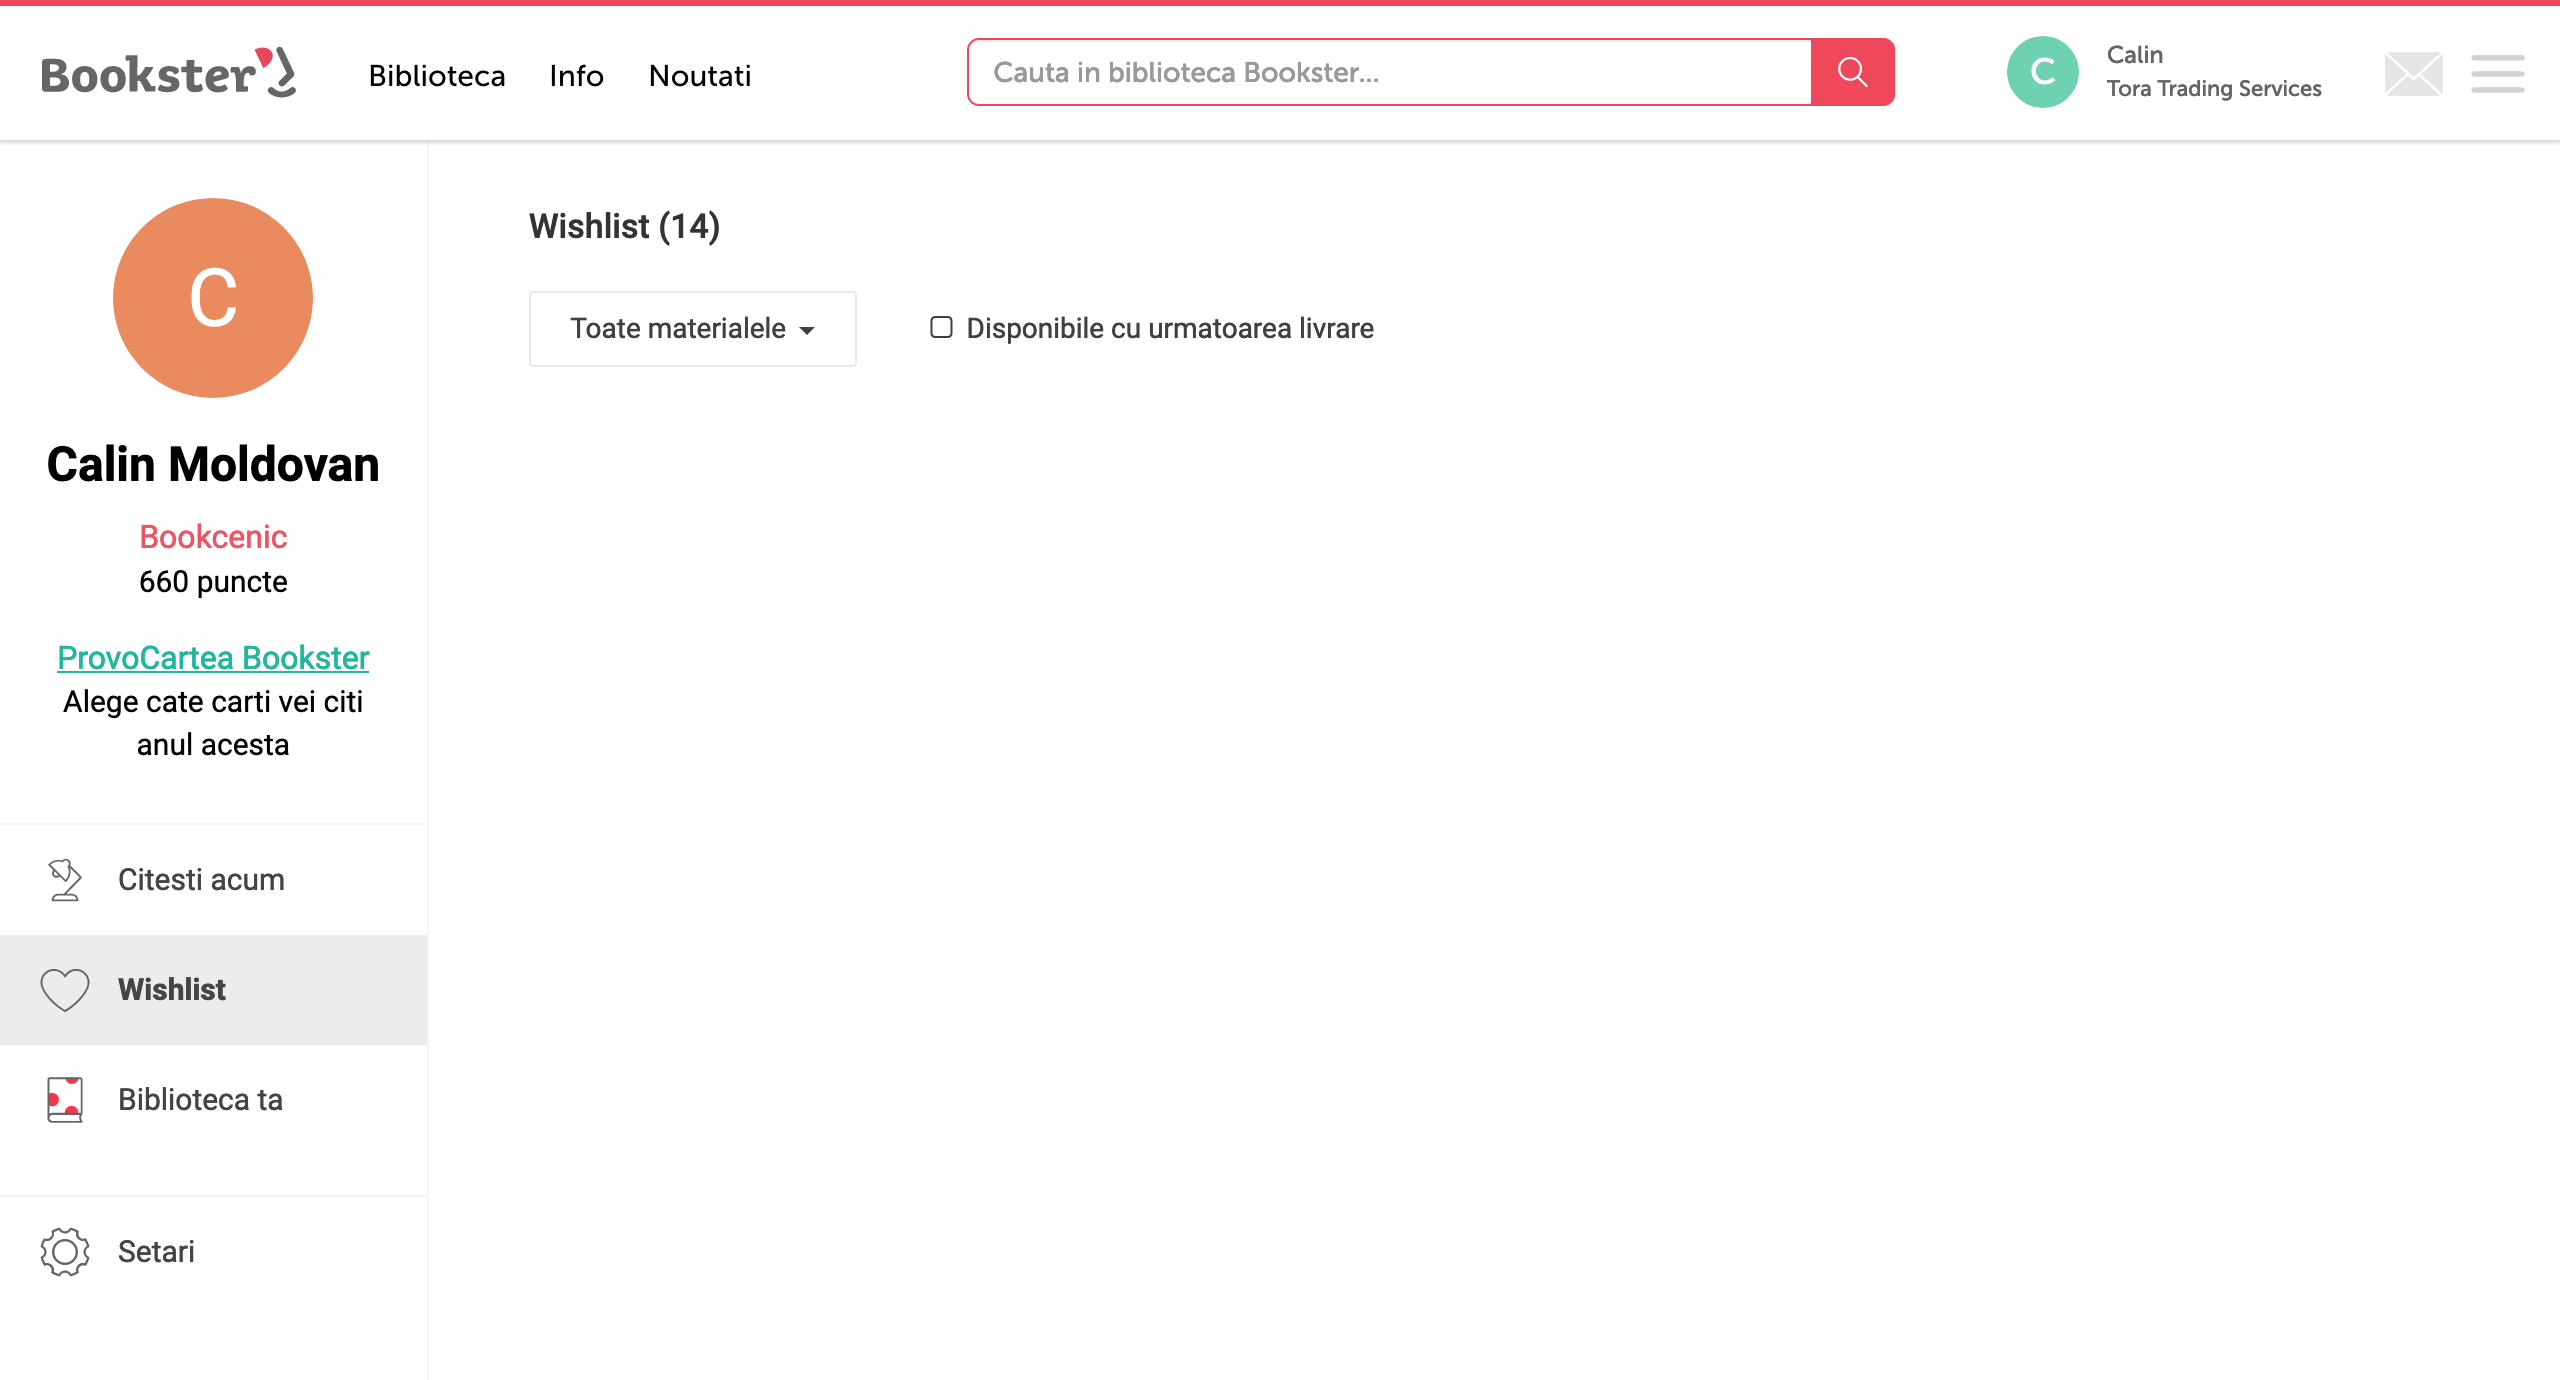 Bookster
Biblioteca
Info
Noutati
Cauta in biblioteca Bookster...
C
Calin
Tora Trading Services
C
Calin Moldovan
Bookcenic
660 puncte
ProvoCartea Bookster
Alege cate carti vei citi
anul acesta
Citesti acum
Wishlist
Biblioteca ta
Setari
Wishlist (14)
Toate materialele
Disponibile cu urmatoarea livrare